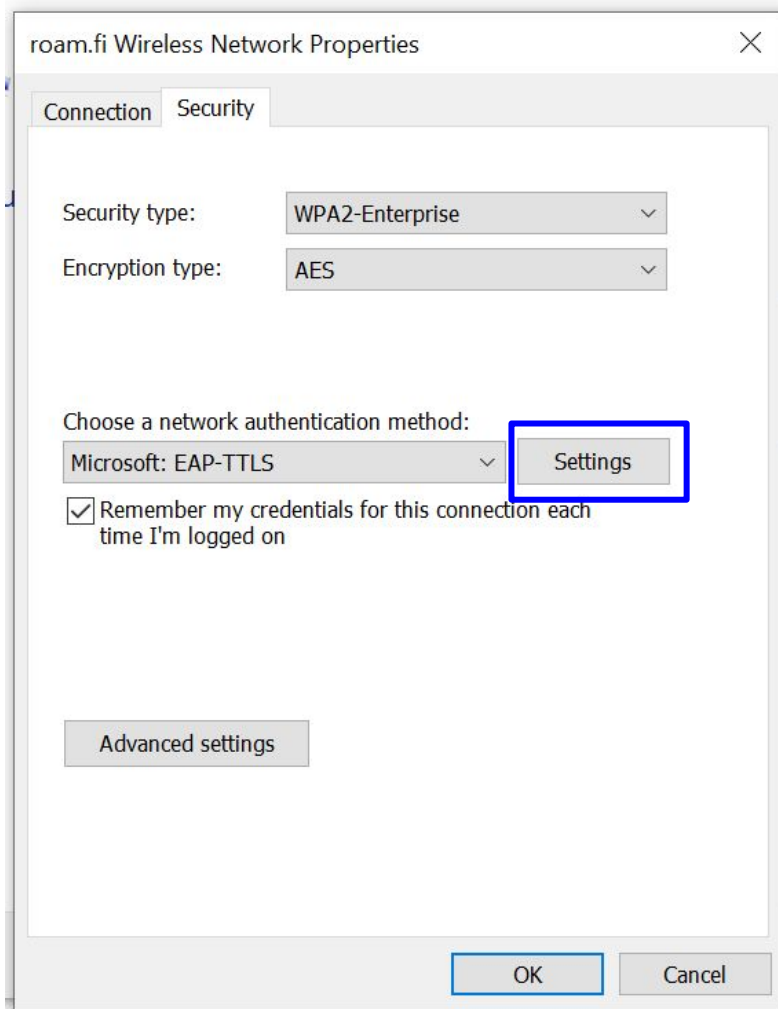 roam.fi Wireless Network Properties
Connection
Security
Security type:
WPA2-Enterprise
Encryption type:
AES
Choose a network authentication method:
Microsoft: EAP-TTLS
Settings
Remember my credentials for this connection each
time I'm logged on
Advanced settings
OK
Cancel